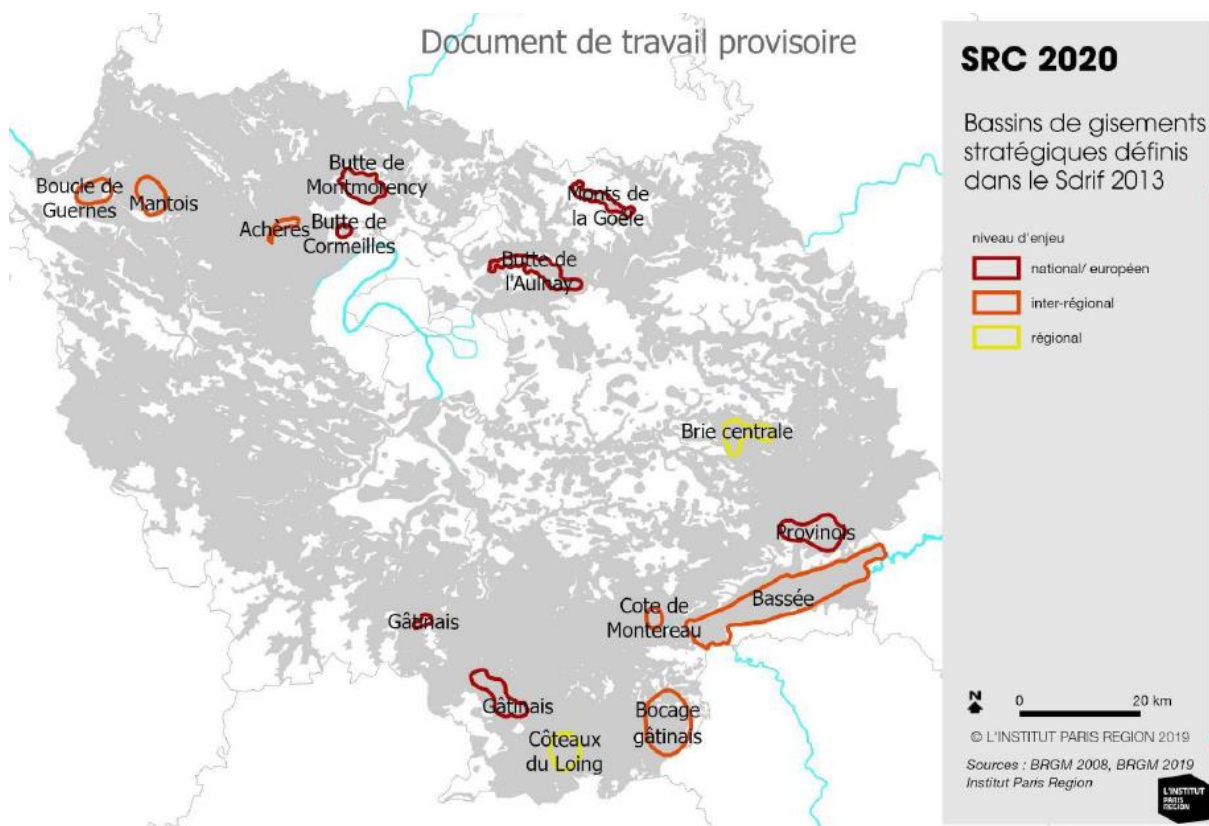 Document de travail provisoire
SRC 2020
Bassins de gisements
stratégiques définis
dans le Sdrif 2013
niveau d'enjeu
national/ européen
inter-régional
régional
Butte de
Montmorency
Boucle de
Guernes
Mantois
Monts de
la Goële
Achères
Butte de
Cormeilles
Butte de
l'Aulnay
Brie centrale
Provinois
Bassée
Gâtinais
Cote de
Montereau
Gâtinais
Bocage
gâtinais
Côteaux
du Loing
N
0 20 km
© L'INSTITUT PARIS REGION 2019
Sources : BRGM 2008, BRGM 2019
Institut Paris Region
L'INSTITUT
PARIS
REGION